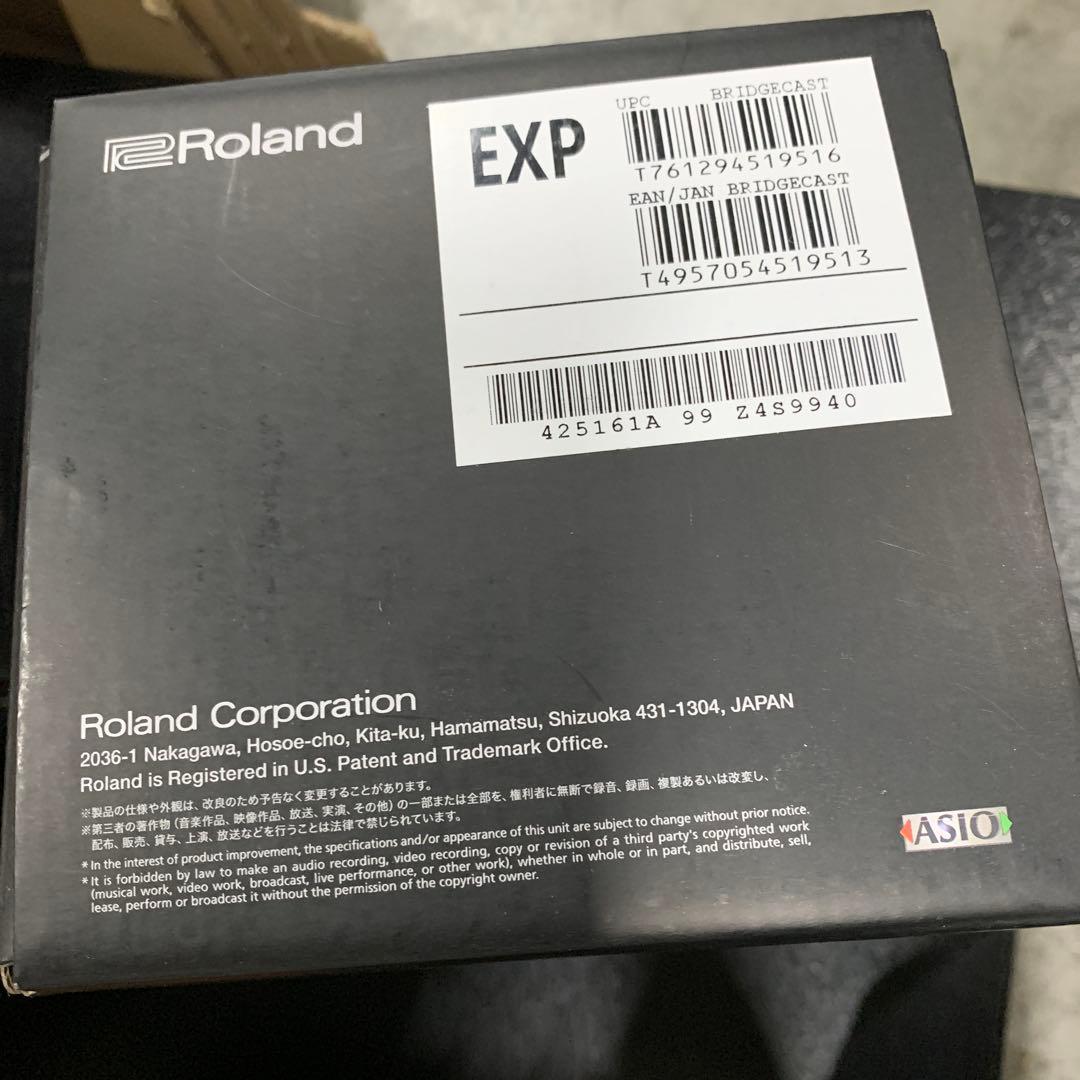 Roland
EXP
UPC BRIDGECAST
T761294519516
EAN/JAN BRIDGECAST
T4957054519513
425161A 99 Z4S9940
Roland Corporation
2036-1 Nakagawa, Hosoe-cho, Kita-ku, Hamamatsu, Shizuoka 431-1304, JAPAN
Roland is Registered in U.S. Patent and Trademark Office.
※製品の仕様や外観は、改良のため予告なく変更することがあります。
※第三者の著作物（音楽作品、映像作品、放送、実演、その他）の一部または全部を、権利者に無断で録音、録画、複製あるいは改変し、
配布、販売、貸与、上演、放送などを行うことは法律で禁じられています。
* In the interest of product improvement, the specifications and/or appearance of this unit are subject to change without prior notice.
* It is forbidden by law to make an audio recording, video recording, copy or revision of a third party's copyrighted work
(musical work, video work, broadcast, live performance, or other work), whether in whole or in part, and distribute, sell,
lease, perform or broadcast it without the permission of the copyright owner.
ASIO